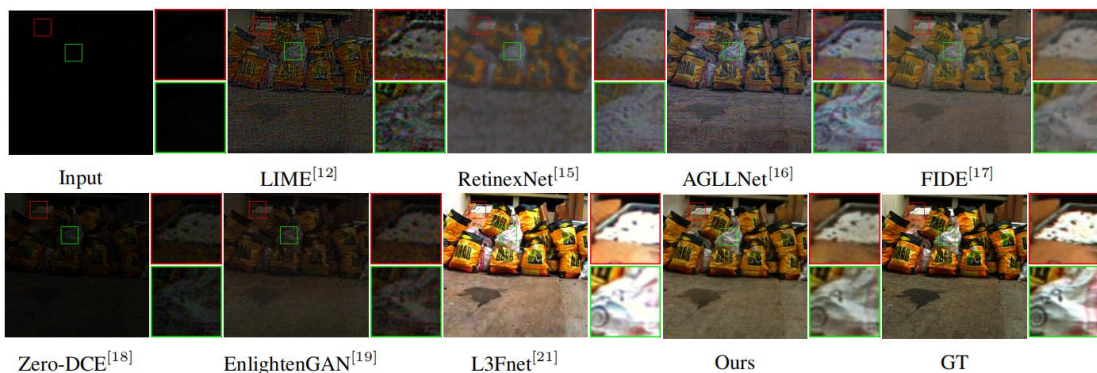 Input LIME[12] RetinexNet[15] AGLLNet[16] FIDE[17]
Zero-DCE[18] EnlightenGAN[19] L3Fnet[21] Ours GT